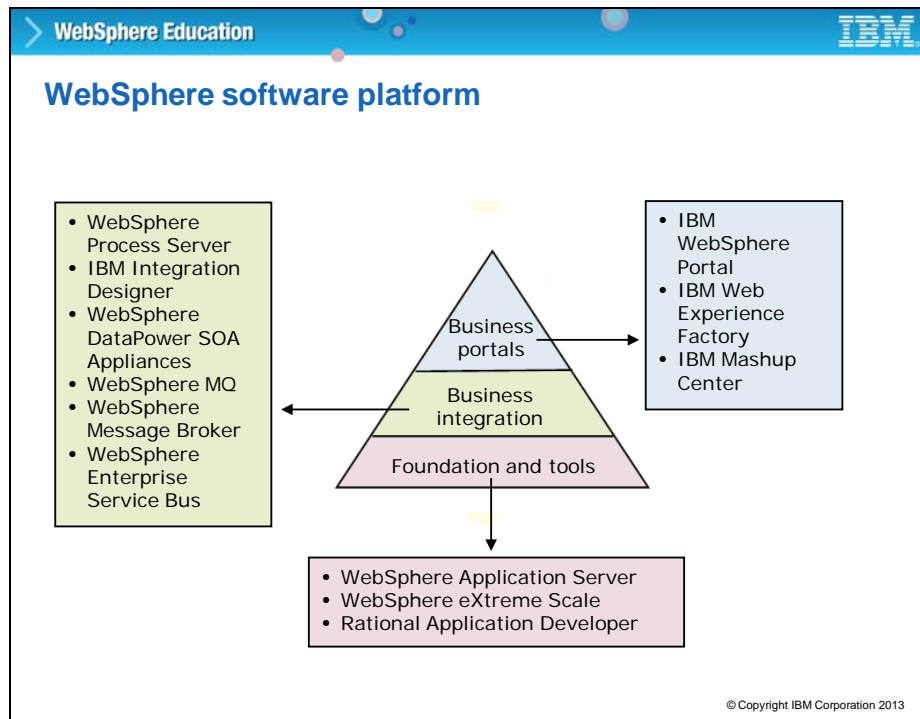 WebSphere Education
IBM
WebSphere software platform
• WebSphere
Process Server
• IBM Integration
Designer
• WebSphere
DataPower SOA
Appliances
• WebSphere MQ
• WebSphere
Message Broker
• WebSphere
Enterprise
Service Bus
Business
portals
Business
integration
Foundation and tools
• IBM
WebSphere
Portal
• IBM Web
Experience
Factory
• IBM Mashup
Center
• WebSphere Application Server
• WebSphere eXtreme Scale
• Rational Application Developer
© Copyright IBM Corporation 2013